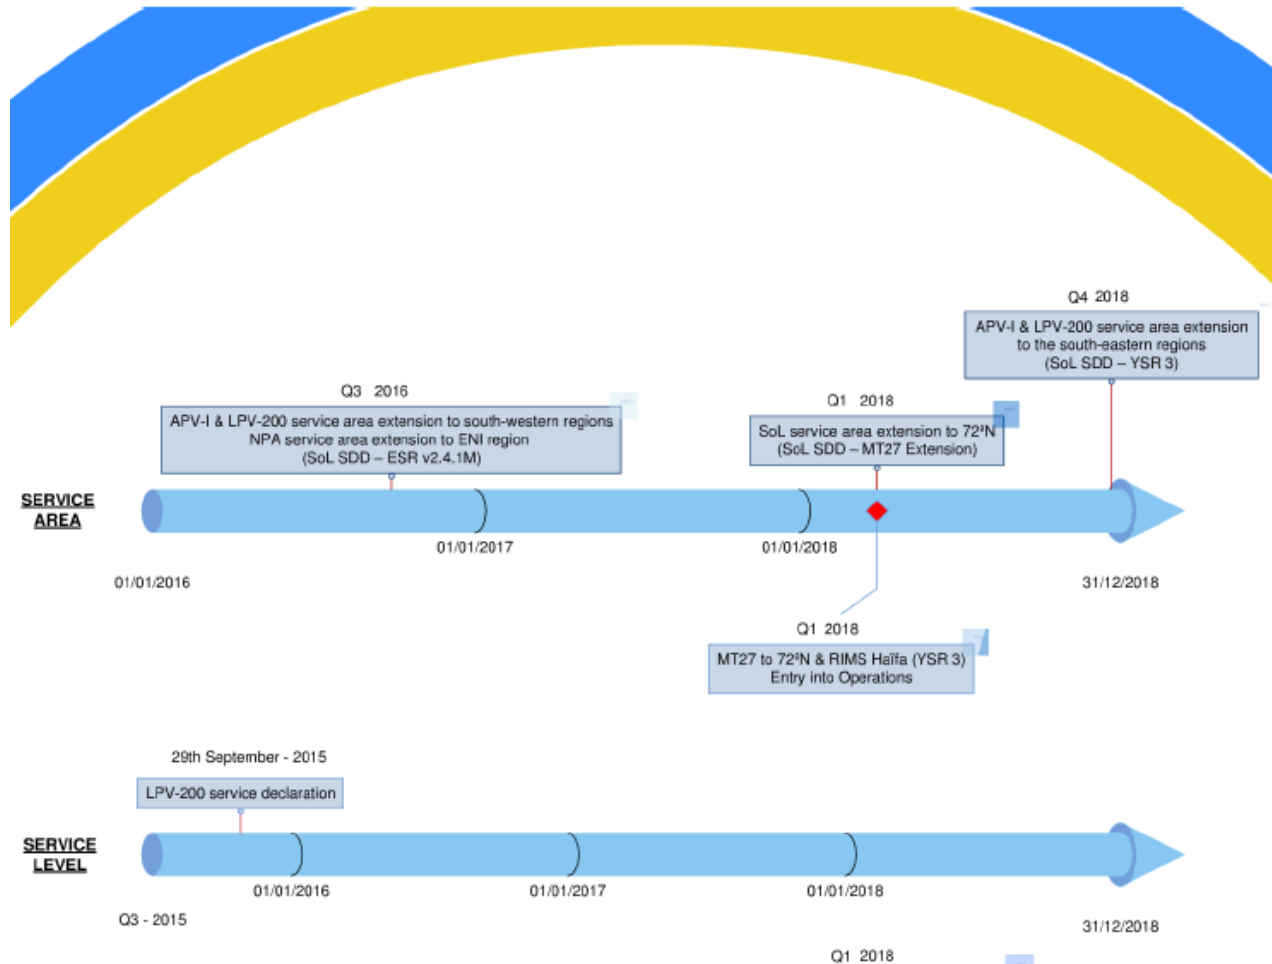 Q4 2018
APV-I & LPV-200 service area extension
to the south-eastern regions
(SoL SDD – YSR 3)
Q3 2016
APV-I & LPV-200 service area extension to south-western regions
NPA service area extension to ENI region
(SoL SDD – ESR v2.4.1M)
Q1 2018
SoL service area extension to 72ºN
(SoL SDD – MT27 Extension)
SERVICE
AREA
01/01/2017
01/01/2018
01/01/2016
31/12/2018
Q1 2018
MT27 to 72ºN & RIMS Haïfa (YSR 3)
Entry into Operations
29th September - 2015
LPV-200 service declaration
SERVICE
LEVEL
01/01/2016
01/01/2017
01/01/2018
Q3 - 2015
31/12/2018
Q1 2018